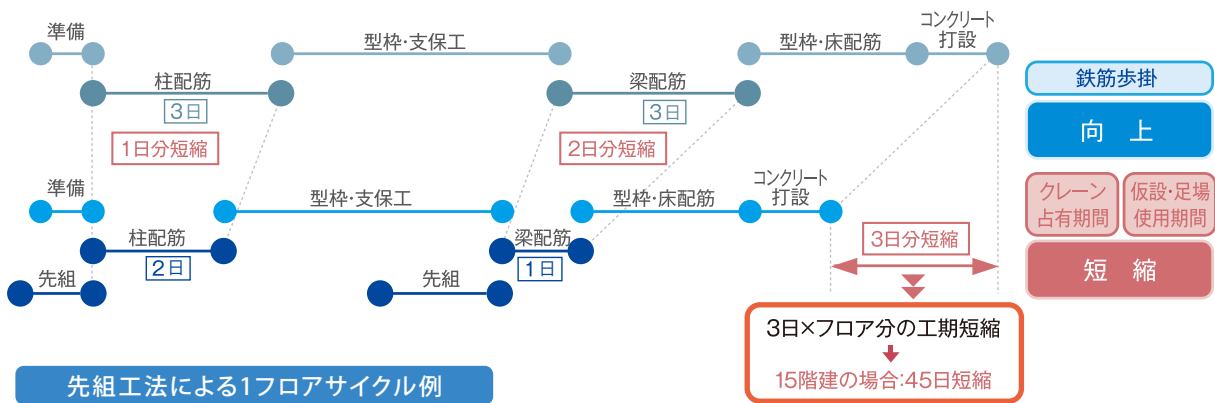 準備
型枠・支保工
型枠・床配筋
コンクリート
打設
柱配筋
3日
梁配筋
3日
1日分短縮
2日分短縮
準備
型枠・支保工
型枠・床配筋
コンクリート
打設
柱配筋
2日
梁配筋
1日
先組
先組
3日分短縮
3日×フロア分の工期短縮
15階建の場合:45日短縮
鉄筋歩掛
向 上
クレーン
占有期間
仮設・足場
使用期間
短 縮
先組工法による1フロアサイクル例